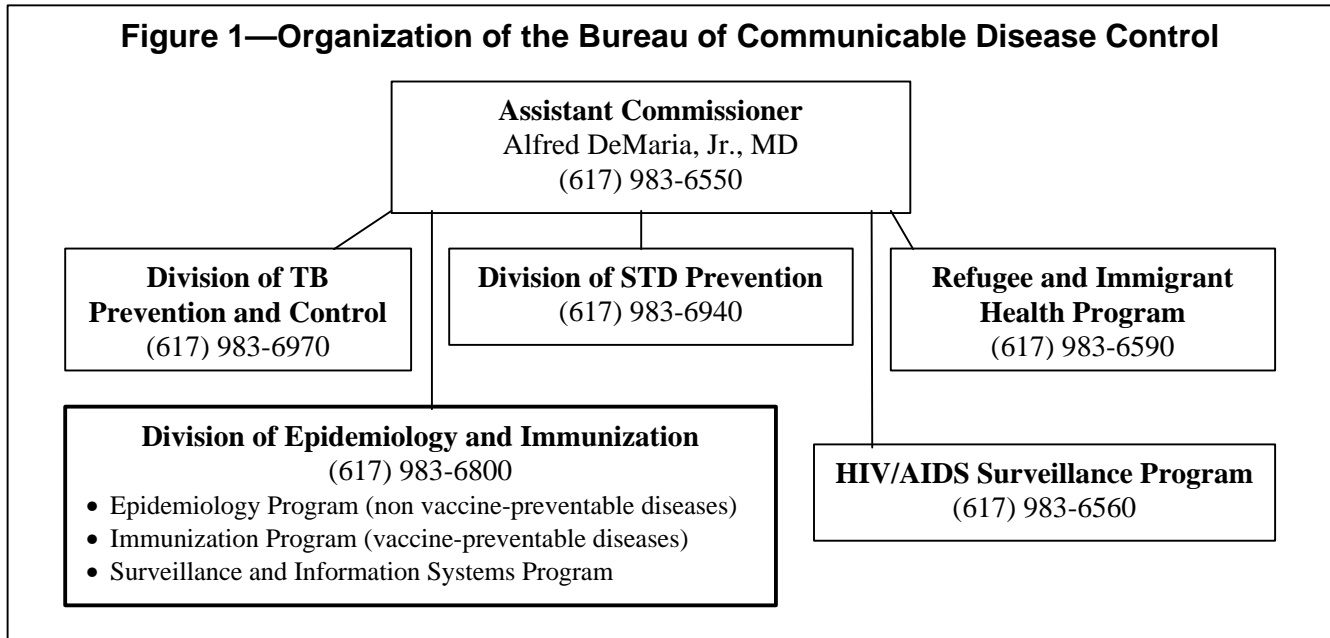 Figure 1—Organization of the Bureau of Communicable Disease Control
Assistant Commissioner
Alfred DeMaria, Jr., MD
(617) 983-6550
Division of TB
Prevention and Control
(617) 983-6970
Division of STD Prevention
(617) 983-6940
Refugee and Immigrant
Health Program
(617) 983-6590
Division of Epidemiology and Immunization
(617) 983-6800
• Epidemiology Program (non vaccine-preventable diseases)
• Immunization Program (vaccine-preventable diseases)
• Surveillance and Information Systems Program
HIV/AIDS Surveillance Program
(617) 983-6560